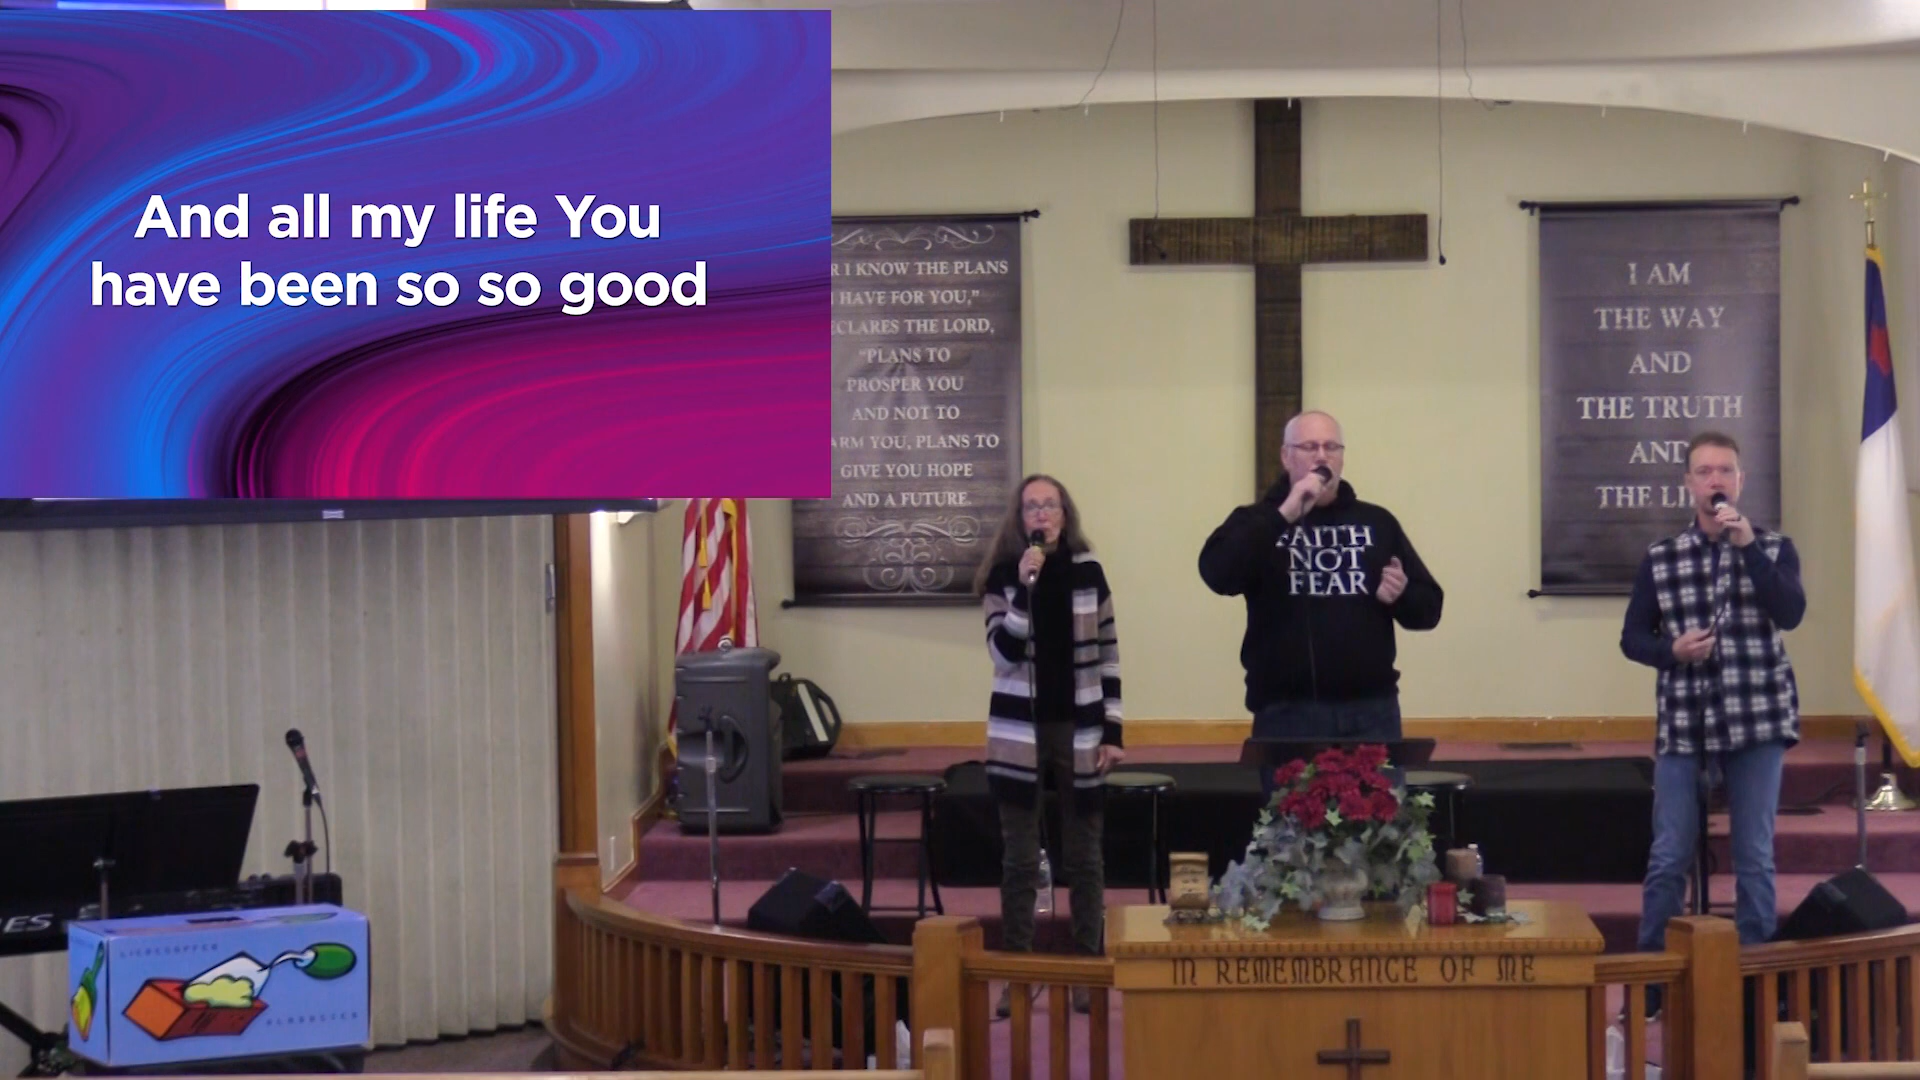 And all my life You
have been so so good
R I KNOW THE PLANS
I HAVE FOR YOU,”
ECLARES THE LORD,
“PLANS TO
PROSPER YOU
AND NOT TO
ARM YOU, PLANS TO
GIVE YOU HOPE
AND A FUTURE.
I AM
THE WAY
AND
THE TRUTH
AND
THE LI
FAITH
NOT
FEAR
IN REMEMBRANCE OF ME
ES